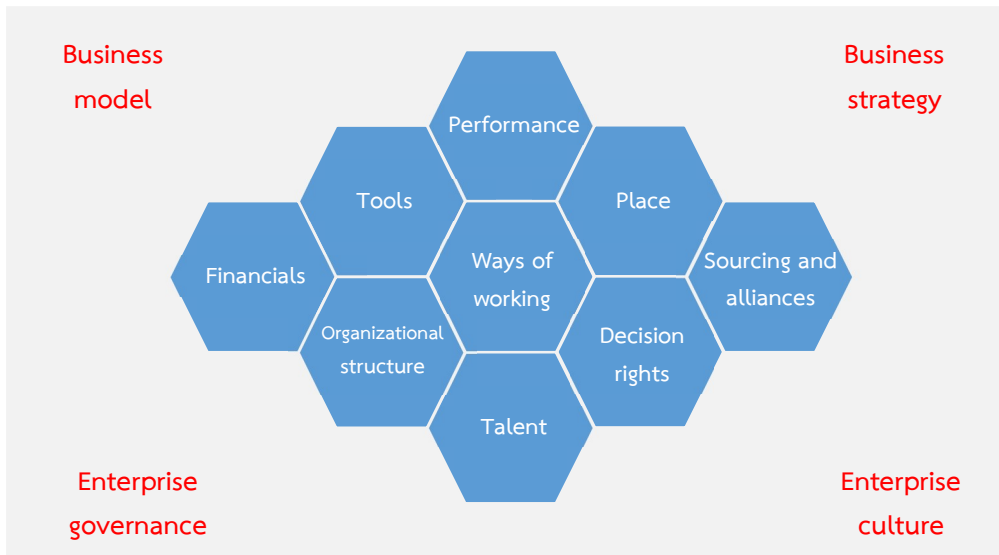 Business
model
Business
strategy
Performance
Tools
Place
Financials
Ways of
working
Sourcing and
alliances
Organizational
structure
Decision
rights
Talent
Enterprise
governance
Enterprise
culture